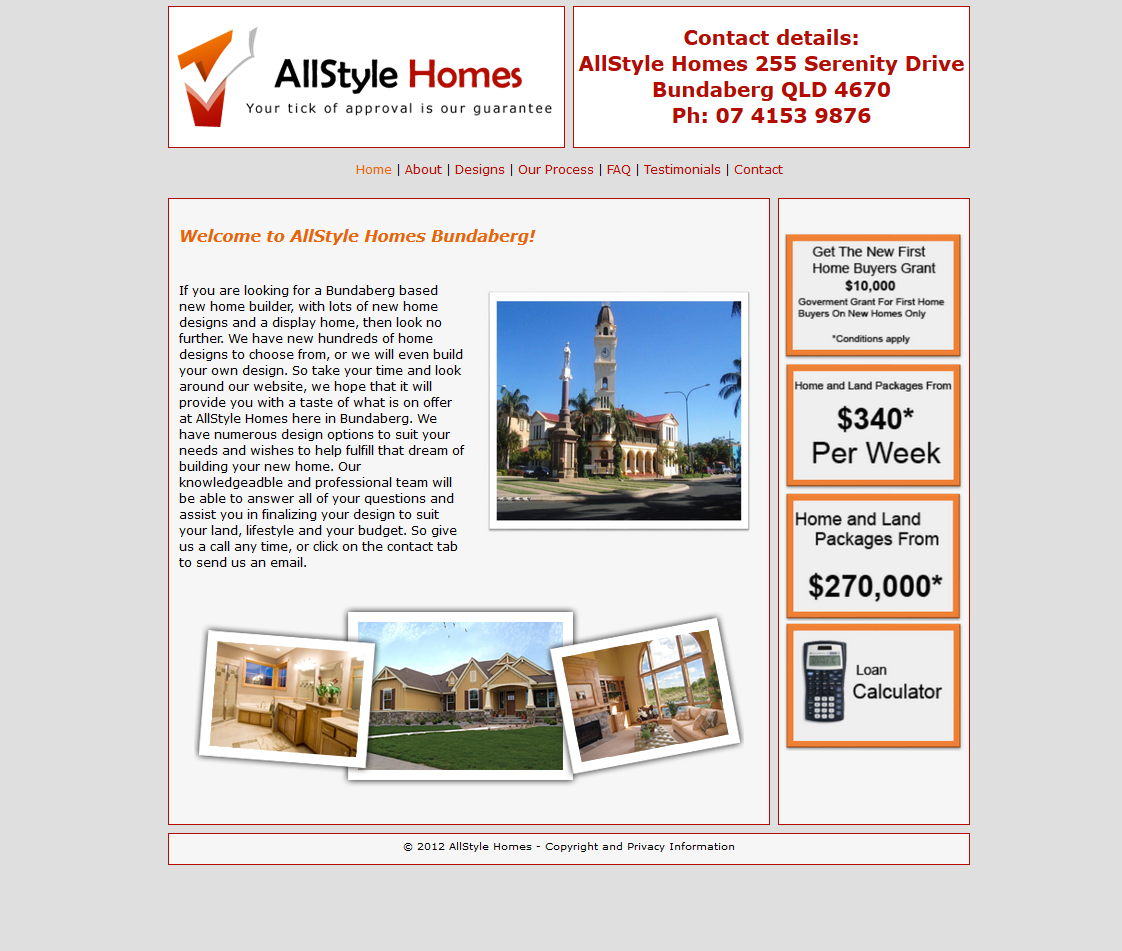 AllStyle Homes
Your tick of approval is our guarantee
Contact details:
AllStyle Homes 255 Serenity Drive
Bundaberg QLD 4670
Ph: 07 4153 9876
Home | About | Designs | Our Process | FAQ | Testimonials | Contact
Welcome to AllStyle Homes Bundaberg!
If you are looking for a Bundaberg based
new home builder, with lots of new home
designs and a display home, then look no
further. We have new hundreds of home
designs to choose from, or we will even build
your own design. So take your time and look
around our website, we hope that it will
provide you with a taste of what is on offer
at AllStyle Homes here in Bundaberg. We
have numerous design options to suit your
needs and wishes to help fulfill that dream of
building your new home. Our
knowledgeadble and professional team will
be able to answer all of your questions and
assist you in finalizing your design to suit
your land, lifestyle and your budget. So give
us a call any time, or click on the contact tab
to send us an email.
Get The New First
Home Buyers Grant
$10,000
Goverment Grant For First Home
Buyers On New Homes Only
*Conditions apply
Home and Land Packages From
$340*
Per Week
Home and Land
Packages From
$270,000*
Loan
Calculator
© 2012 AllStyle Homes - Copyright and Privacy Information